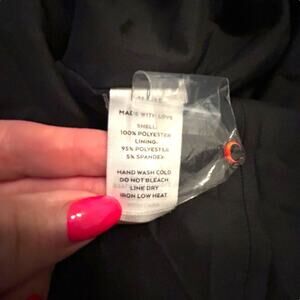 MADE WITH LOVE
SHELL:
100% POLYESTER
LINING:
95% POLYESTER
5% SPANDEX
HAND WASH COLD
DO NOT BLEACH
LINE DRY
IRON LOW HEAT